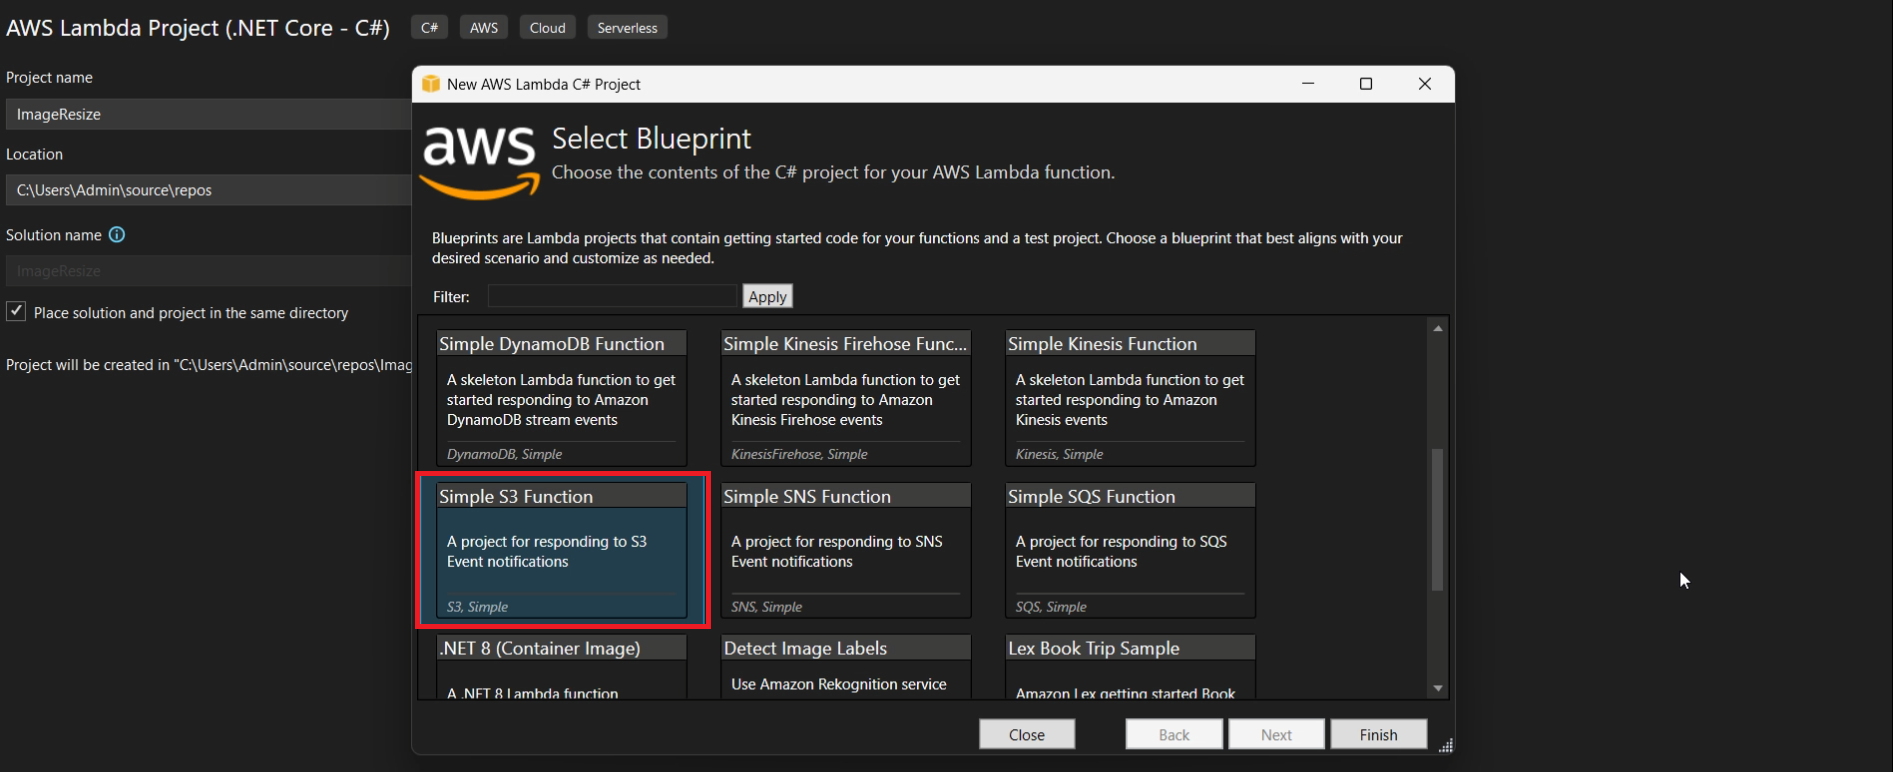 AWS Lambda Project (.NET Core - C#)
C#
AWS
Cloud
Serverless
Project name
ImageResize
Location
C:\Users\Admin\source\repos
Solution name
ImageResize
Place solution and project in the same directory
Project will be created in "C:\Users\Admin\source\repos\Imag
New AWS Lambda C# Project
aws
Select Blueprint
Choose the contents of the C# project for your AWS Lambda function.
Blueprints are Lambda projects that contain getting started code for your functions and a test project. Choose a blueprint that best aligns with your
desired scenario and customize as needed.
Filter:
Apply
Simple DynamoDB Function
A skeleton Lambda function to get
started responding to Amazon
DynamoDB stream events
DynamoDB, Simple
Simple Kinesis Firehose Func...
A skeleton Lambda function to get
started responding to Amazon
Kinesis Firehose events
KinesisFirehose, Simple
Simple Kinesis Function
A skeleton Lambda function to get
started responding to Amazon
Kinesis events
Kinesis, Simple
Simple S3 Function
A project for responding to S3
Event notifications
S3, Simple
Simple SNS Function
A project for responding to SNS
Event notifications
SNS, Simple
Simple SQS Function
A project for responding to SQS
Event notifications
SQS, Simple
.NET 8 (Container Image)
A .NET 8 Lambda function
Detect Image Labels
Use Amazon Rekognition service
Lex Book Trip Sample
Amazon Lex getting started Book
Close
Back
Next
Finish